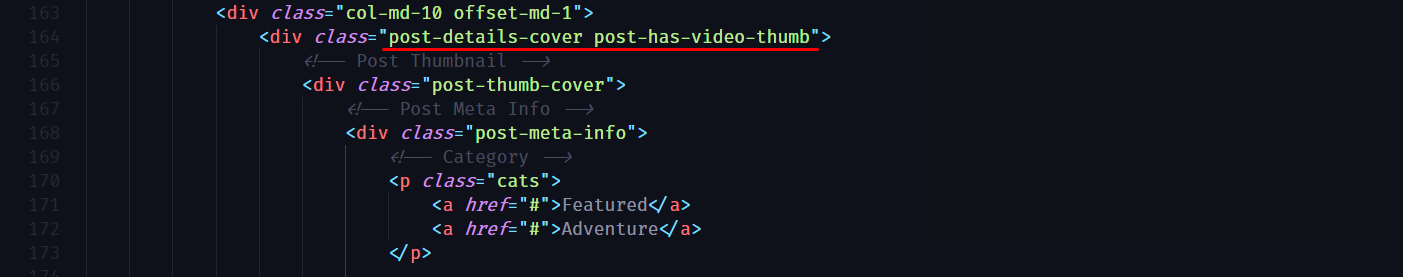 163 <div class="col-md-10 offset-md-1">
164 <div class="post-details-cover post-has-video-thumb">
165 <!-- Post Thumbnail -->
166 <div class="post-thumb-cover">
167 <!-- Post Meta Info -->
168 <div class="post-meta-info">
169 <!-- Category -->
170 <p class="cats">
171 <a href="#">Featured</a>
172 <a href="#">Adventure</a>
173 </p>
174